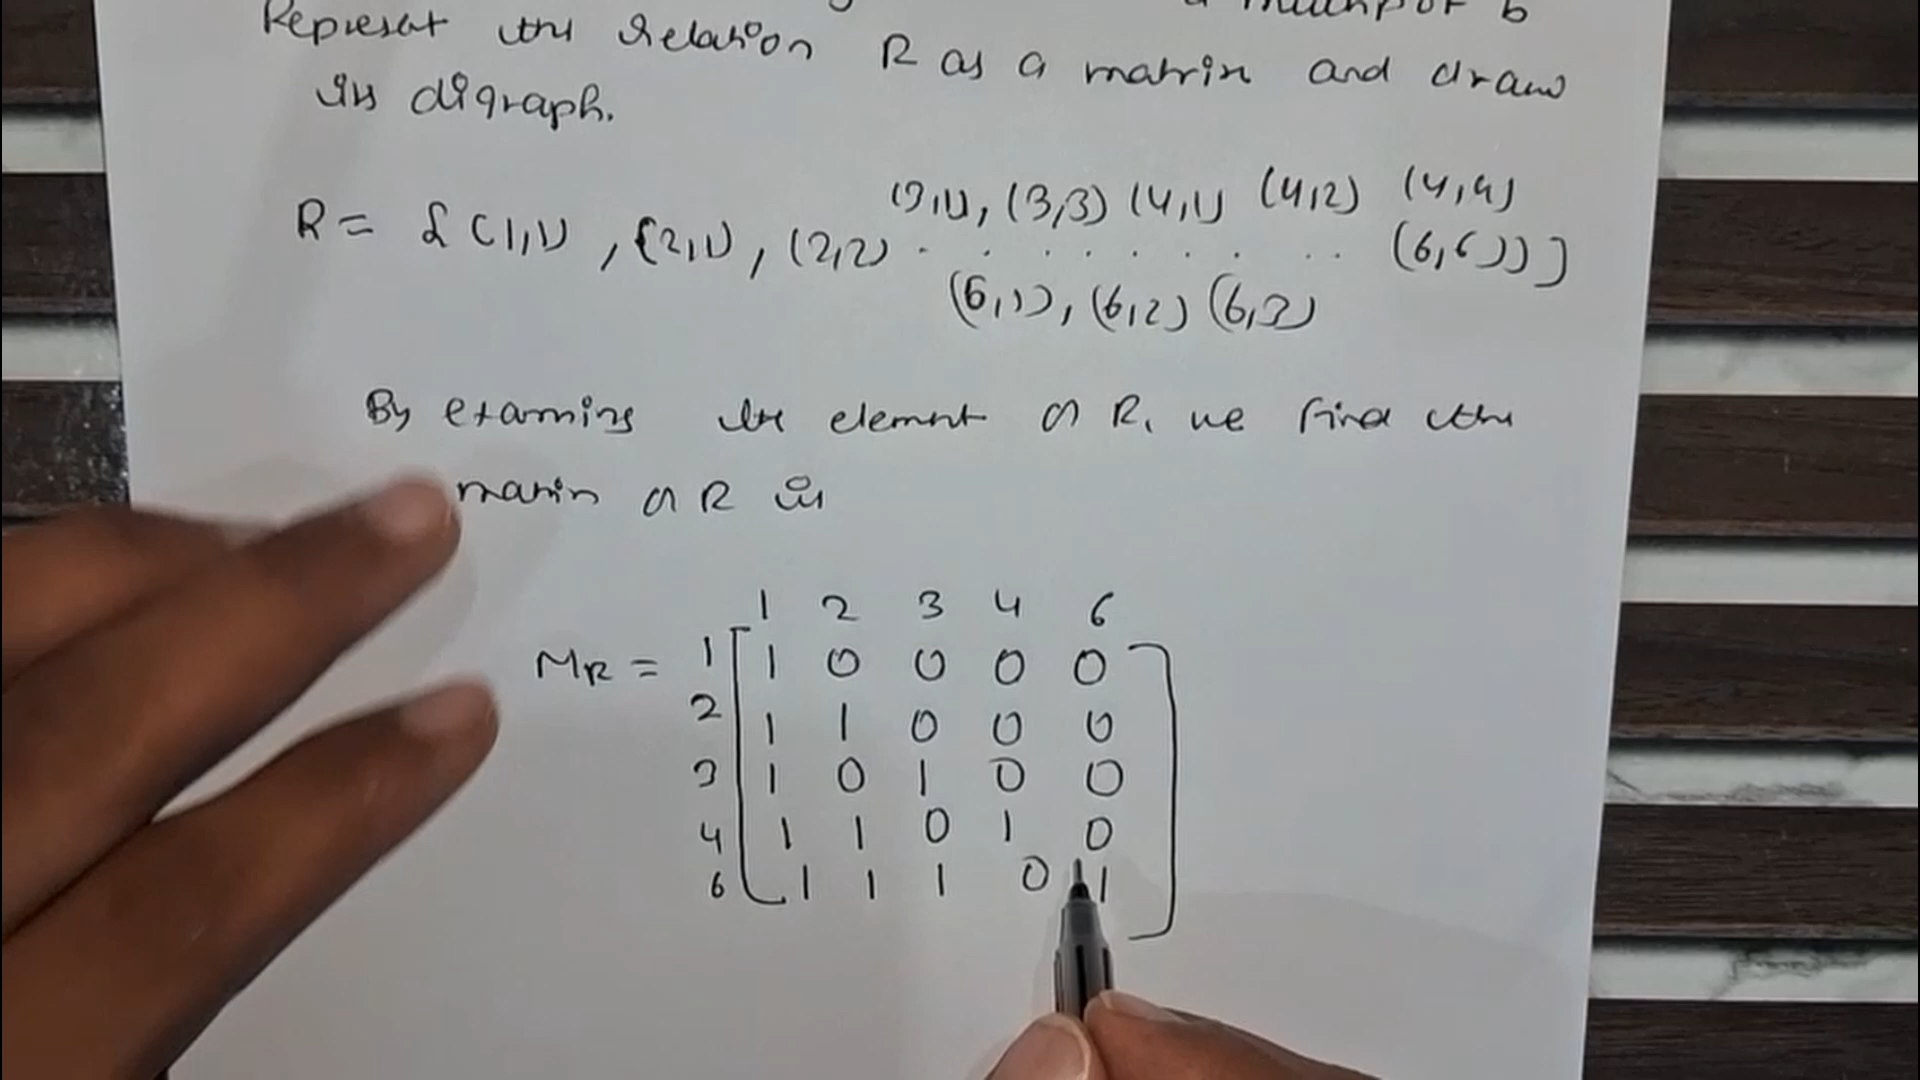 a multip of b
Represent the relation R as a matrix and draw
its digraph.
(3,1), (3,3) (4,1) (4,2) (4,4)
R = { (1,1) , (2,1) , (2,2) . . . . . . . . (6,6)) }
(6,1), (6,2) (6,3)
By examing the element of R, we find the
matrix of R is
1 2 3 4 6
MR = 1 [ 1 0 0 0 0 ]
2 1 1 0 0 0
3 1 0 1 0 0
4 1 1 0 1 0
6 1 1 1 0 1